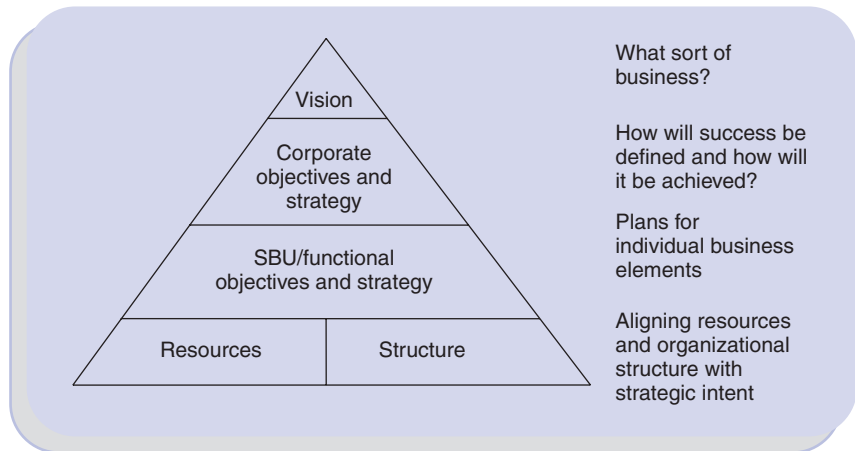 What sort of
business?
Vision
How will success be
defined and how will
it be achieved?
Corporate
objectives and
strategy
Plans for
individual business
elements
SBU/functional
objectives and strategy
Aligning resources
and organizational
structure with
strategic intent
Resources
Structure